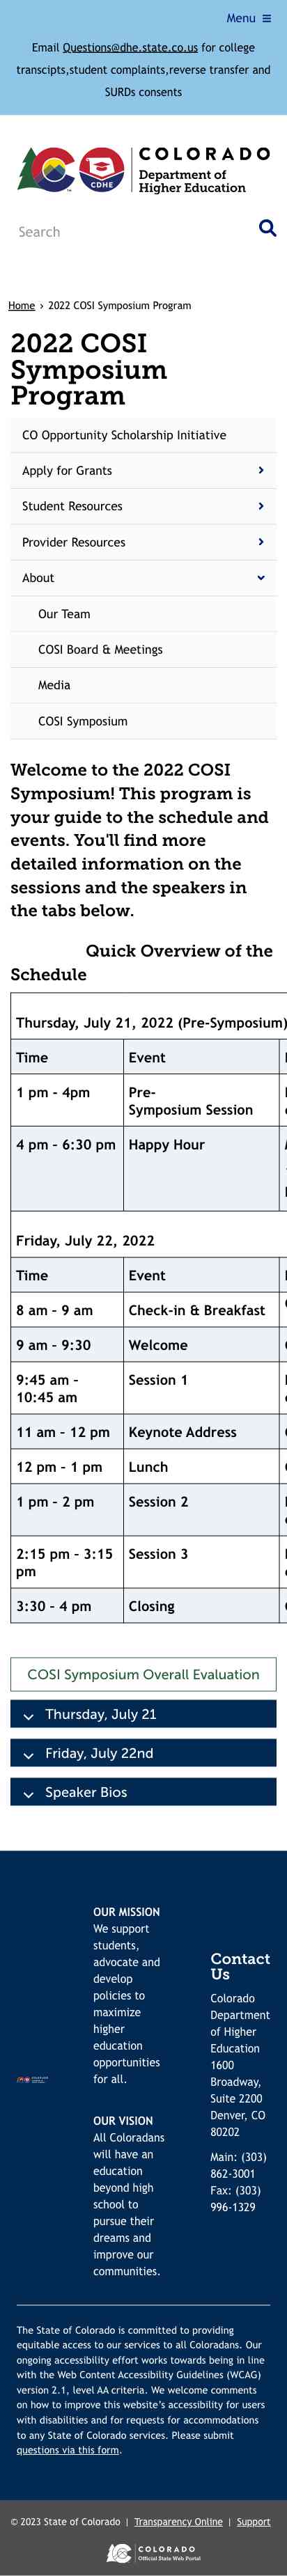 Menu
Email Questions@dhe.state.co.us for college
transcipts,student complaints,reverse transfer and
SURDs consents
CO
CDHE
COLORADO
Department of
Higher Education
Search
Home › 2022 COSI Symposium Program
2022 COSI
Symposium
Program
CO Opportunity Scholarship Initiative
Apply for Grants
Student Resources
Provider Resources
About
Our Team
COSI Board & Meetings
Media
COSI Symposium
Welcome to the 2022 COSI
Symposium! This program is
your guide to the schedule and
events. You'll find more
detailed information on the
sessions and the speakers in
the tabs below.
Quick Overview of the
Schedule
Thursday, July 21, 2022 (Pre-Symposium)
Time Event
1 pm - 4pm Pre-
Symposium Session
4 pm – 6:30 pm Happy Hour
Friday, July 22, 2022
Time Event
8 am – 9 am Check-in & Breakfast
9 am – 9:30 Welcome
9:45 am – Session 1
10:45 am
11 am – 12 pm Keynote Address
12 pm – 1 pm Lunch
1 pm – 2 pm Session 2
2:15 pm – 3:15 Session 3
pm
3:30 – 4 pm Closing
COSI Symposium Overall Evaluation
Thursday, July 21
Friday, July 22nd
Speaker Bios
OUR MISSION
We support
students,
advocate and
develop
policies to
maximize
higher
education
opportunities
for all.
OUR VISION
All Coloradans
will have an
education
beyond high
school to
pursue their
dreams and
improve our
communities.
Contact
Us
Colorado
Department
of Higher
Education
1600
Broadway,
Suite 2200
Denver, CO
80202
Main: (303)
862-3001
Fax: (303)
996-1329
The State of Colorado is committed to providing
equitable access to our services to all Coloradans. Our
ongoing accessibility effort works towards being in line
with the Web Content Accessibility Guidelines (WCAG)
version 2.1, level AA criteria. We welcome comments
on how to improve this website's accessibility for users
with disabilities and for requests for accommodations
to any State of Colorado services. Please submit
questions via this form.
© 2023 State of Colorado | Transparency Online | Support
COLORADO
Official State Web Portal